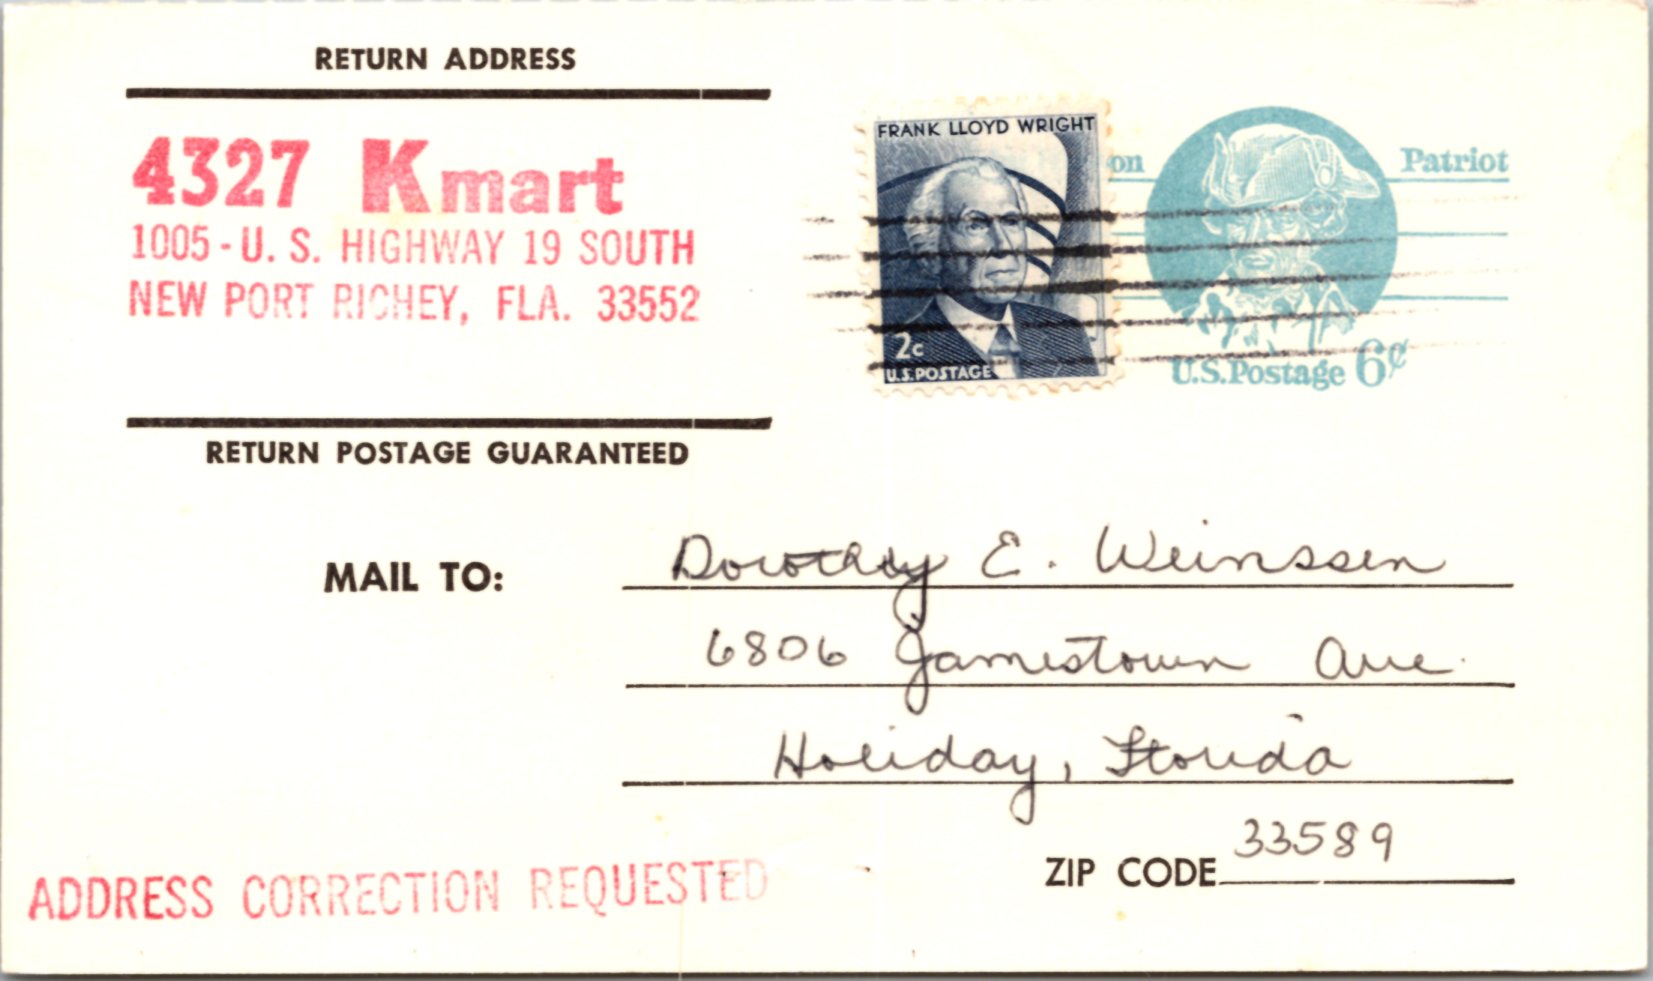 RETURN ADDRESS
4327 Kmart
1005-U. S. HIGHWAY 19 SOUTH
NEW PORT RICHEY, FLA. 33552
RETURN POSTAGE GUARANTEED
FRANK LLOYD WRIGHT
2c
U.S.POSTAGE
on Patriot
U.S.Postage 6¢
MAIL TO:
Dorothy E. Weinssen
6806 Jamestown Ave.
Holiday, Florida
ZIP CODE 33589
ADDRESS CORRECTION REQUESTED